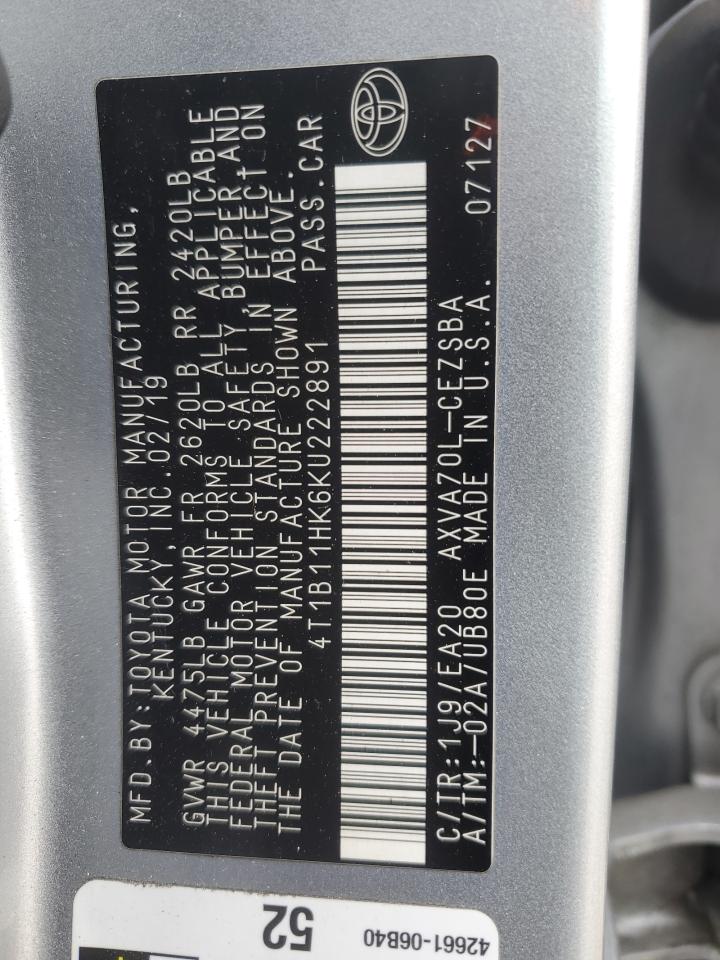 MFD.BY:TOYOTA MOTOR MANUFACTURING,
KENTUCKY, INC 02/19
GVWR 4475LB GAWR FR 2620LB RR 2420LB
THIS VEHICLE CONFORMS TO ALL APPLICABLE
FEDERAL MOTOR VEHICLE SAFETY, BUMPER AND
THEFT PREVENTION STANDARDS IN EFFECT ON
THE DATE OF MANUFACTURE SHOWN ABOVE.
4T1B11HK6KU222891 PASS.CAR
C/TR:1J9/EA20 AXVA70L-CEZSBA 07127
A/TM:-02A/UB80E MADE IN U.S.A.
52
42661-06B40